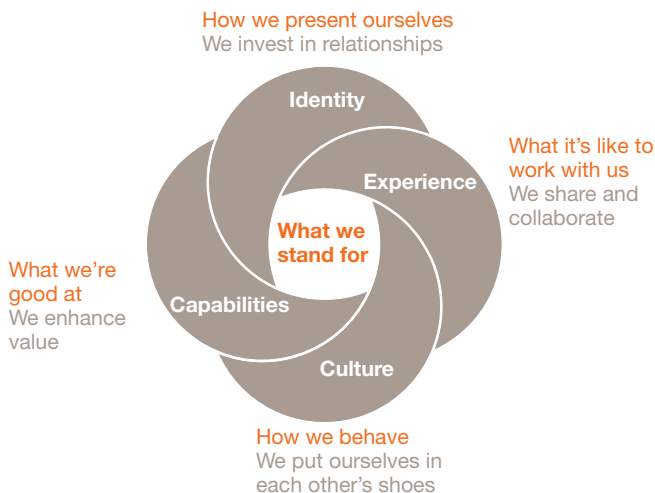 How we present ourselves
We invest in relationships
Identity
What it’s like to
work with us
We share and
collaborate
Experience
What we
stand for
What we’re
good at
We enhance
value
Capabilities
Culture
How we behave
We put ourselves in
each other’s shoes